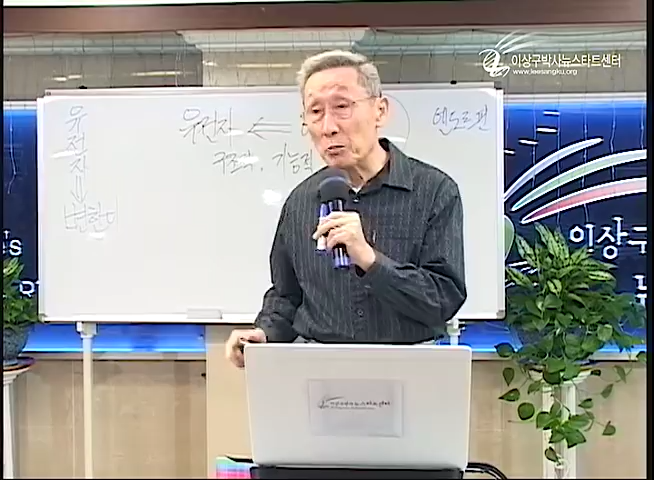 이상구박사뉴스타트센터
www.leesangku.org
유전자
유전자
엔도르핀
구조적, 기능적
변한다
이상구